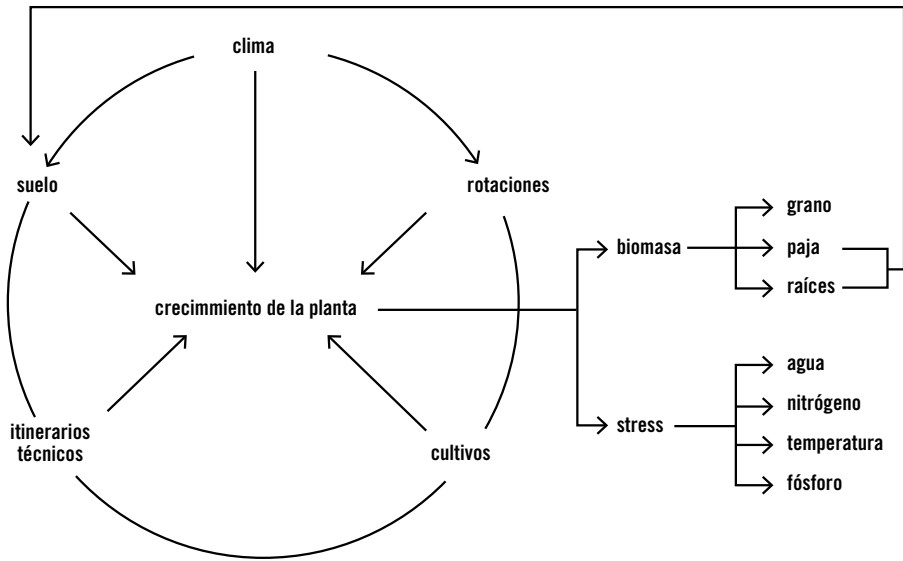 clima
suelo
rotaciones
grano
biomasa
paja
raíces
crecimmiento de la planta
agua
nitrógeno
itinerarios
técnicos
cultivos
stress
temperatura
fósforo